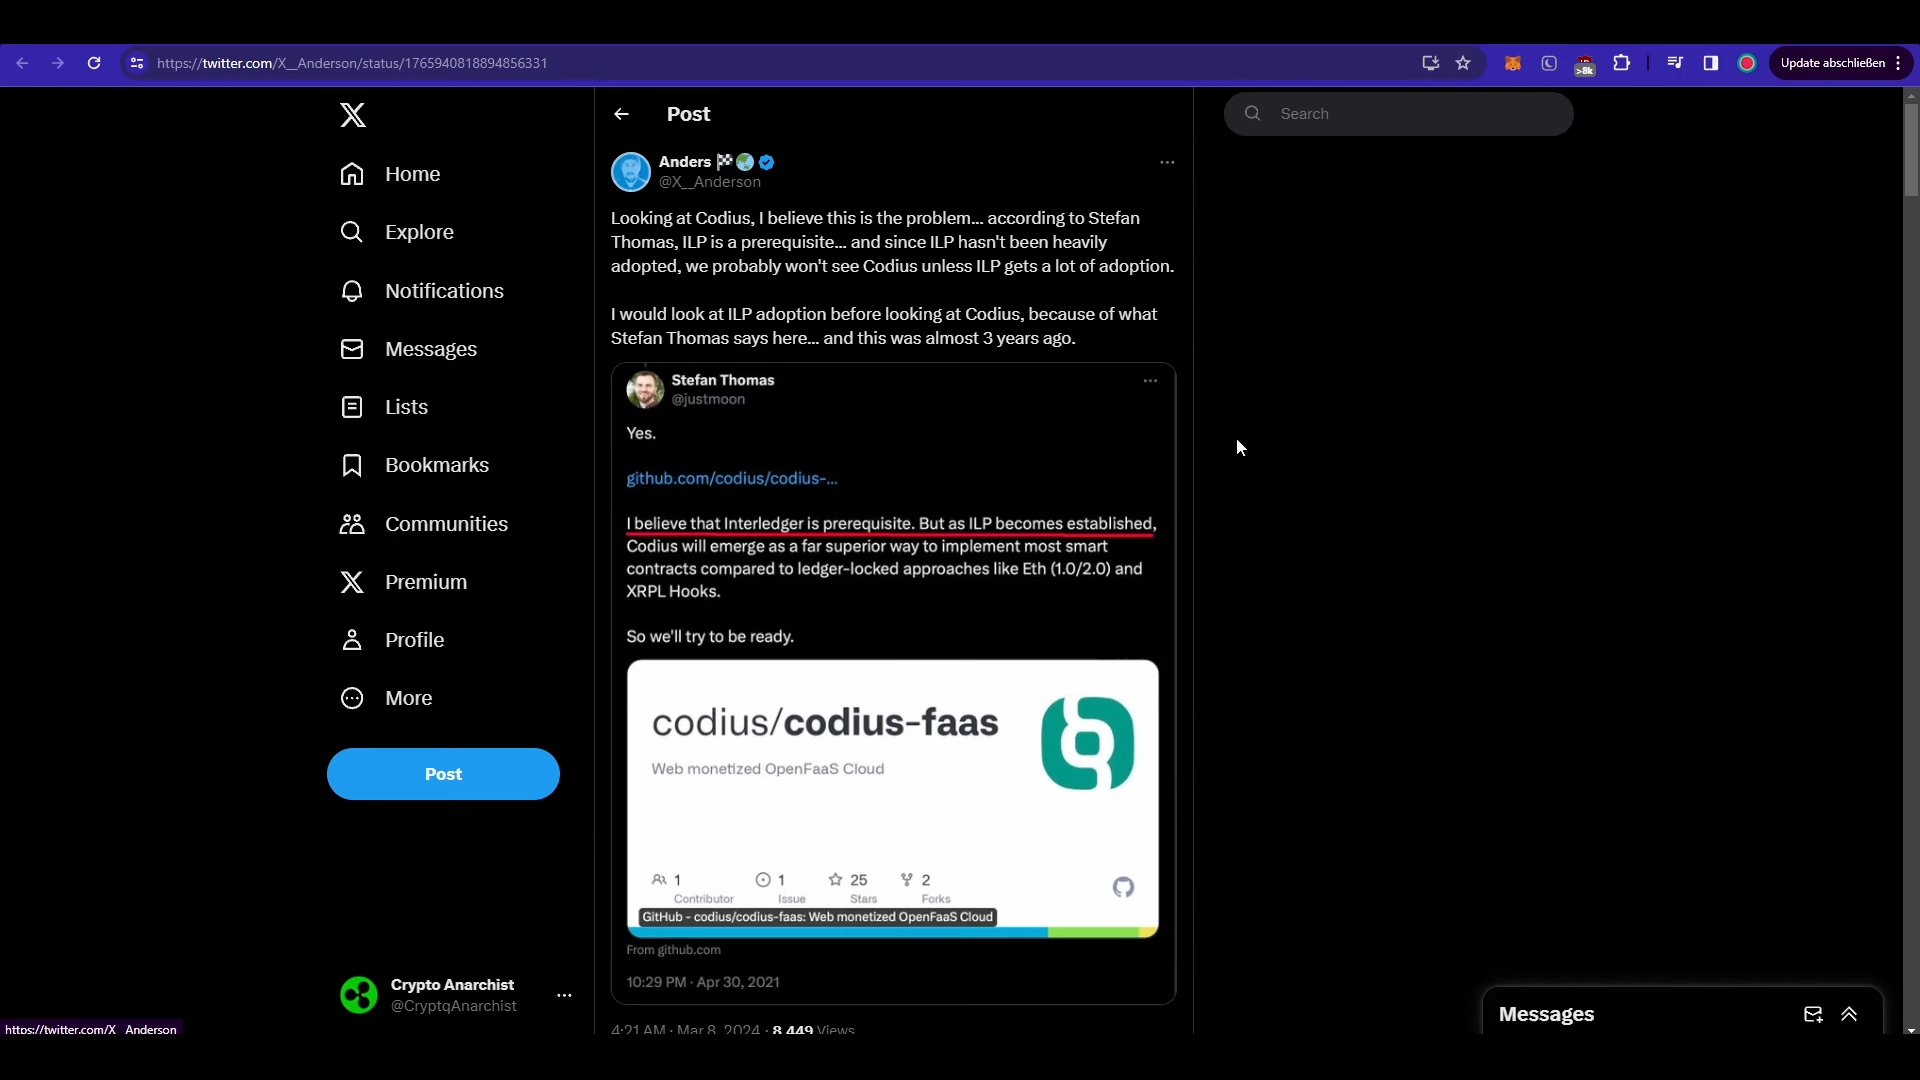 https://twitter.com/X__Anderson/status/1765940818894856331
>8k
Update abschließen
Home
Explore
Notifications
Messages
Lists
Bookmarks
Communities
Premium
Profile
More
Post
Crypto Anarchist
@CryptqAnarchist
https://twitter.com/X__Anderson
Post
Anders
@X__Anderson
Looking at Codius, I believe this is the problem... according to Stefan
Thomas, ILP is a prerequisite... and since ILP hasn't been heavily
adopted, we probably won't see Codius unless ILP gets a lot of adoption.
I would look at ILP adoption before looking at Codius, because of what
Stefan Thomas says here... and this was almost 3 years ago.
Stefan Thomas
@justmoon
Yes.
github.com/codius/codius-...
I believe that Interledger is prerequisite. But as ILP becomes established,
Codius will emerge as a far superior way to implement most smart
contracts compared to ledger-locked approaches like Eth (1.0/2.0) and
XRPL Hooks.
So we'll try to be ready.
codius/codius-faas
Web monetized OpenFaaS Cloud
1 1 25 2
Contributor Issue Stars Forks
GitHub - codius/codius-faas: Web monetized OpenFaaS Cloud
From github.com
10:29 PM · Apr 30, 2021
4:21 AM · Mar 8, 2024 · 8,449 Views
Search
Messages